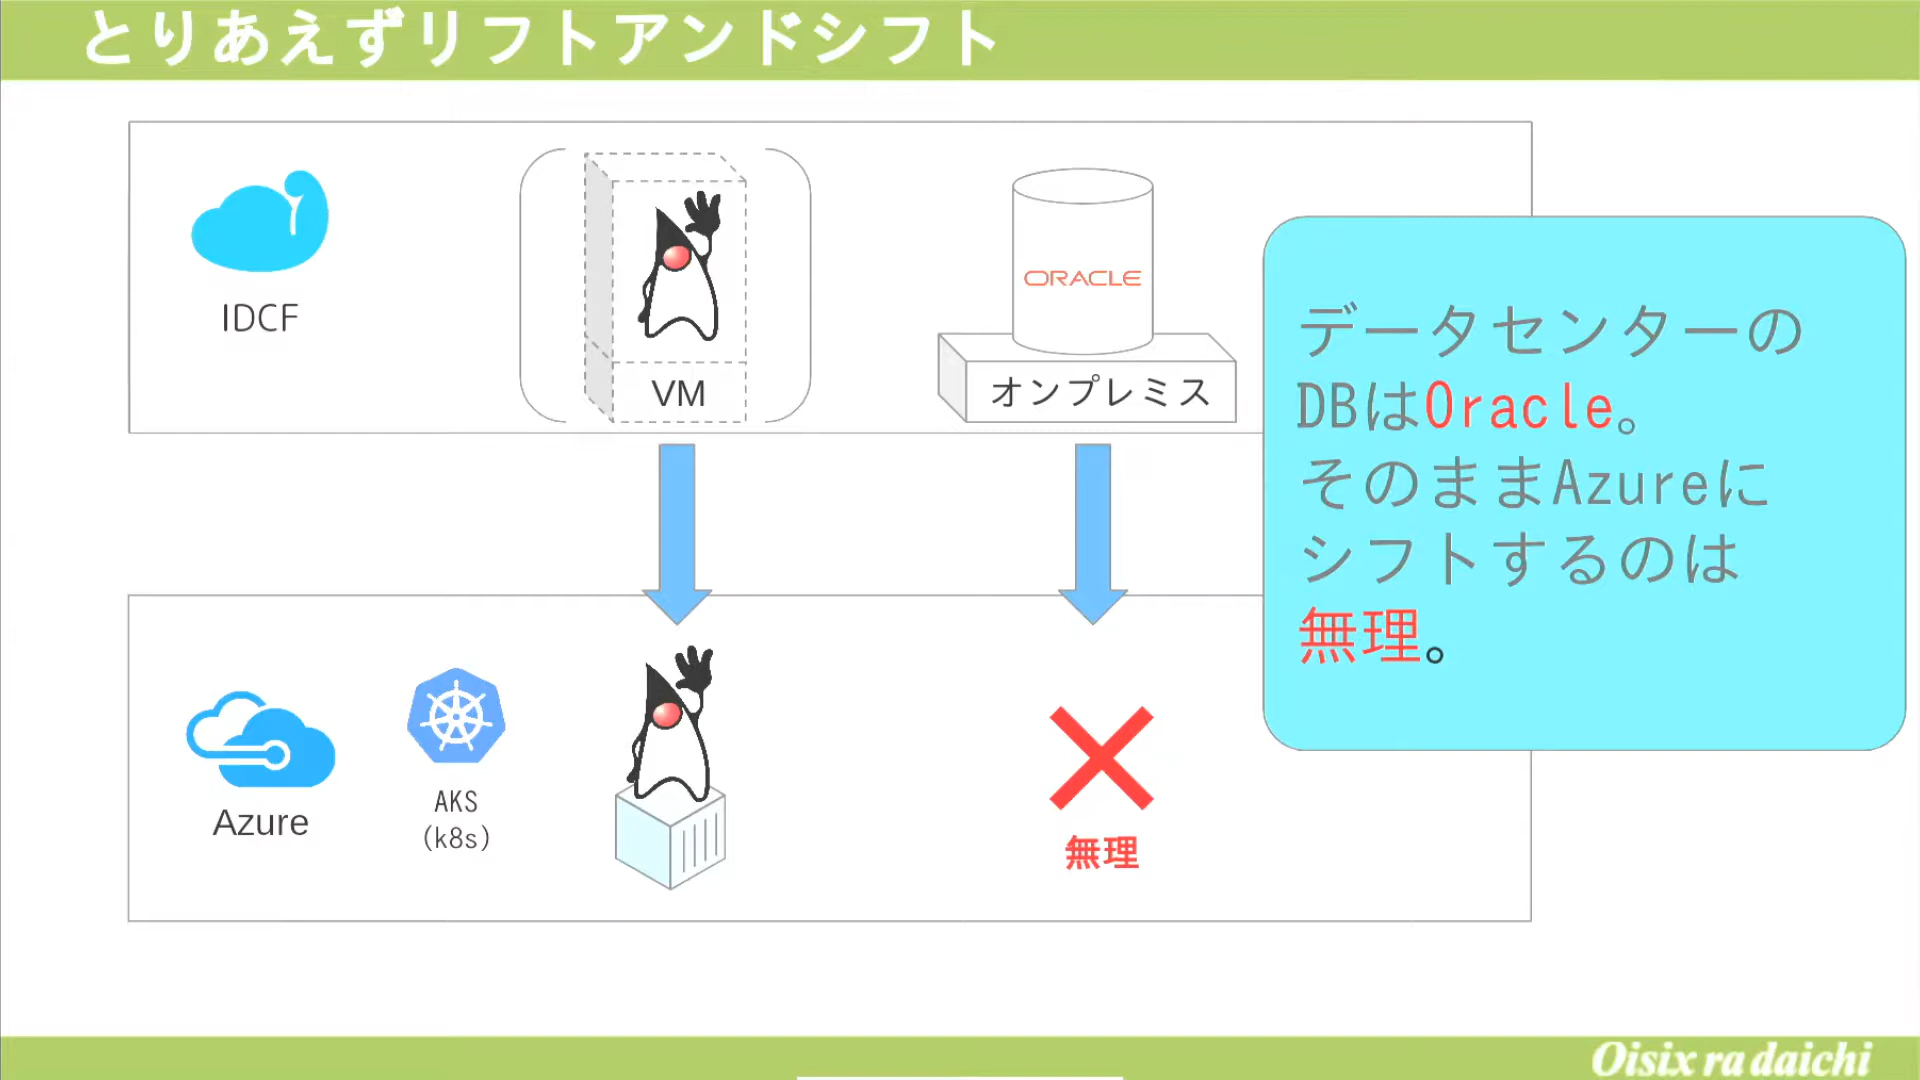 とりあえずリフトアンドシフト
IDCF
VM
ORACLE
オンプレミス
データセンターの
DBはOracle。
そのままAzureに
シフトするのは
無理。
Azure
AKS
(k8s)
無理
Oisix ra daichi